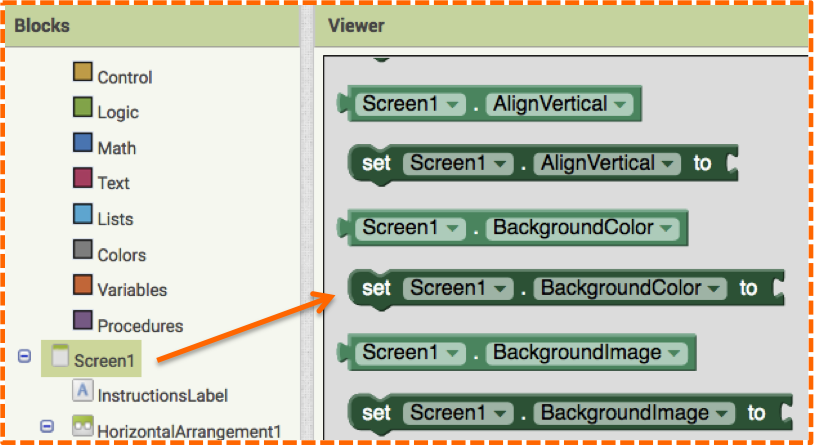 Blocks
Control
Logic
Math
Text
Lists
Colors
Variables
Procedures
Screen1
A InstructionsLabel
HorizontalArrangement1
Viewer
Screen1 . AlignVertical
set Screen1 . AlignVertical to
Screen1 . BackgroundColor
set Screen1 . BackgroundColor to
Screen1 . BackgroundImage
set Screen1 . BackgroundImage to